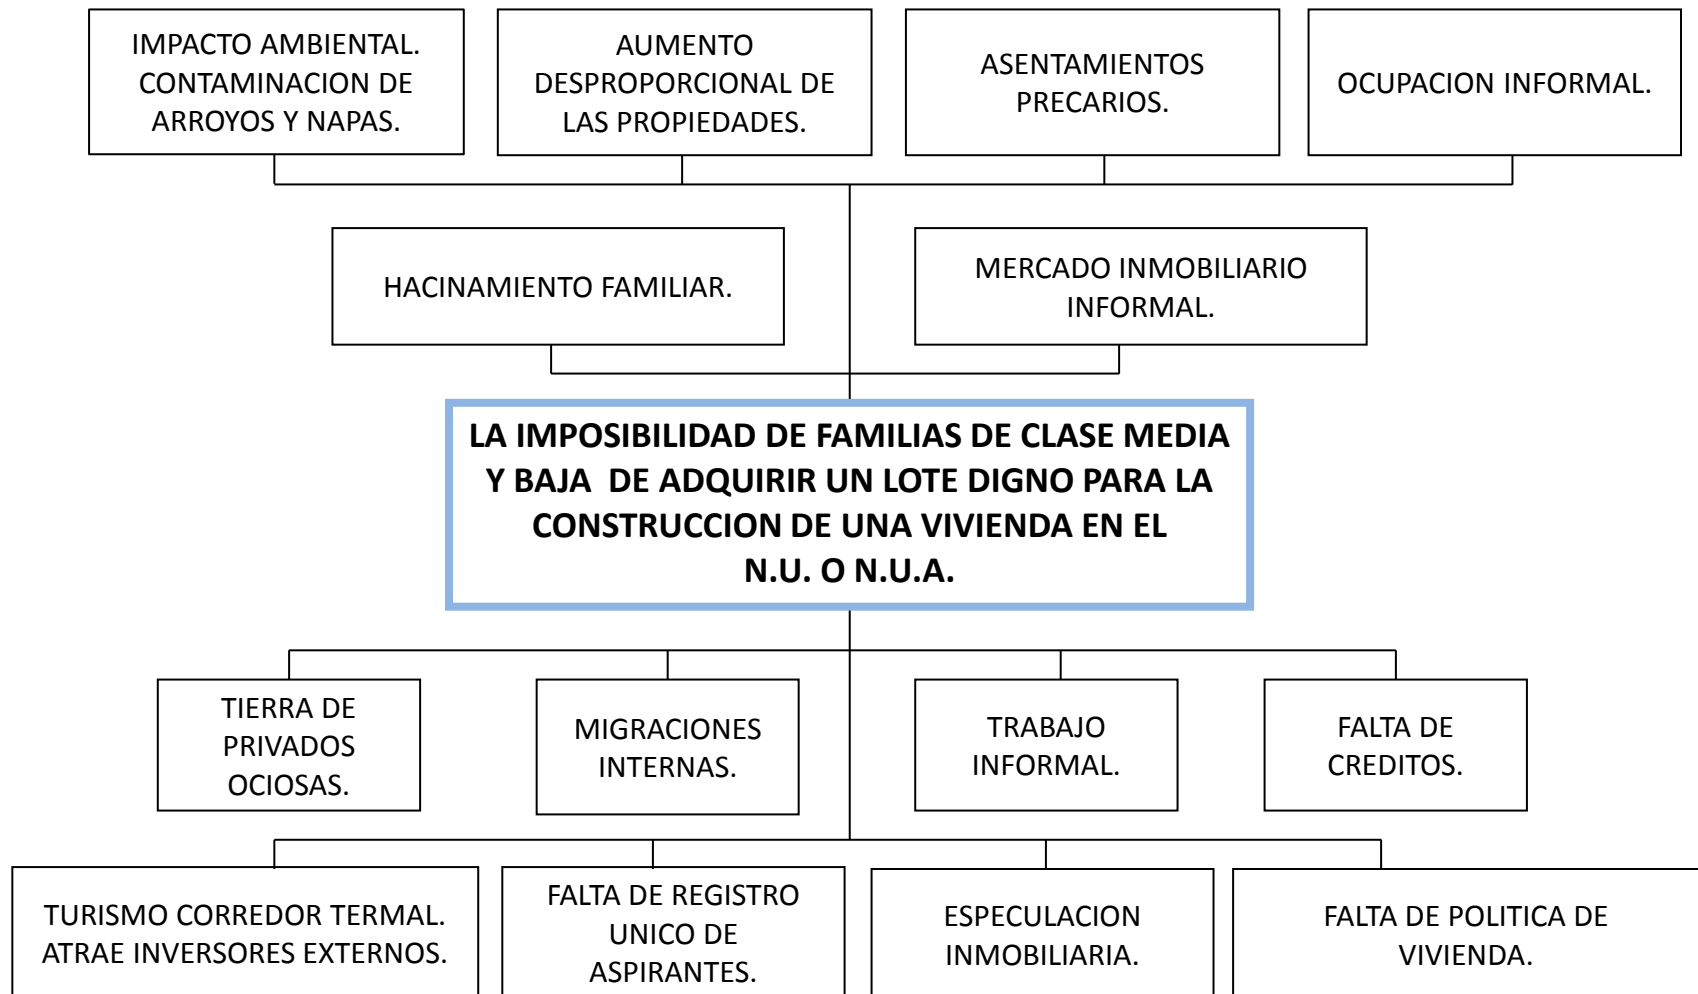 IMPACTO AMBIENTAL.
CONTAMINACION DE
ARROYOS Y NAPAS.
AUMENTO
DESPROPORCIONAL DE
LAS PROPIEDADES.
ASENTAMIENTOS
PRECARIOS.
OCUPACION INFORMAL.
HACINAMIENTO FAMILIAR.
MERCADO INMOBILIARIO
INFORMAL.
LA IMPOSIBILIDAD DE FAMILIAS DE CLASE MEDIA
Y BAJA DE ADQUIRIR UN LOTE DIGNO PARA LA
CONSTRUCCION DE UNA VIVIENDA EN EL
N.U. O N.U.A.
TIERRA DE
PRIVADOS
OCIOSAS.
MIGRACIONES
INTERNAS.
TRABAJO
INFORMAL.
FALTA DE
CREDITOS.
TURISMO CORREDOR TERMAL.
ATRAE INVERSORES EXTERNOS.
FALTA DE REGISTRO
UNICO DE
ASPIRANTES.
ESPECULACION
INMOBILIARIA.
FALTA DE POLITICA DE
VIVIENDA.